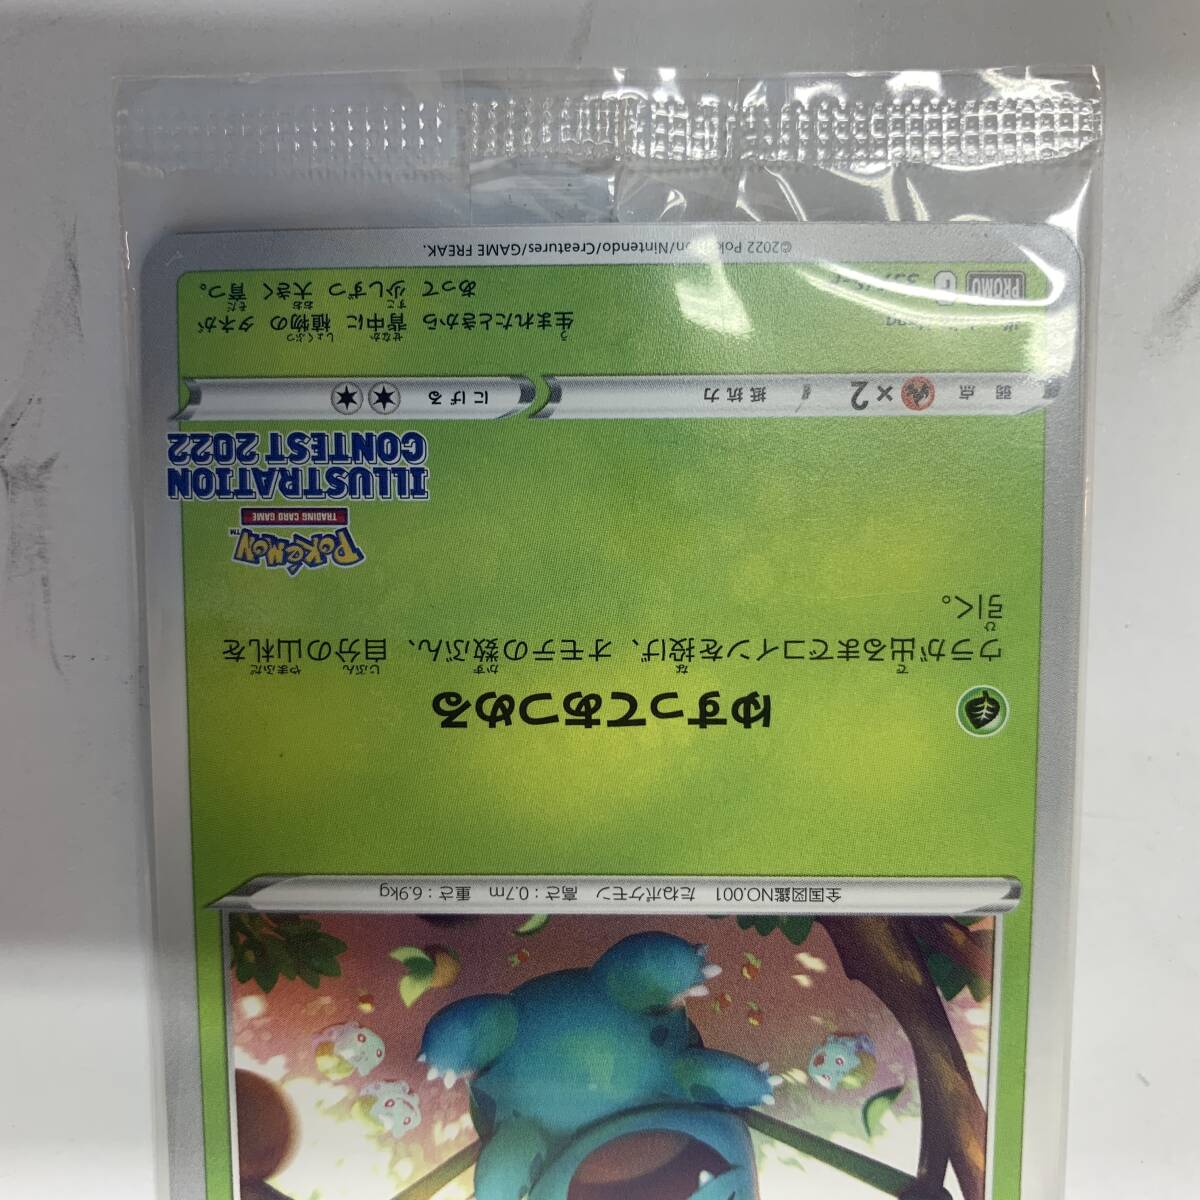 全国図鑑NO.001 たねポケモン 高さ:0.7m 重さ:6.9kg
ゆすってあつめる
ウラが出るまでコインを投げ、オモテの数ぶん、自分の山札を
引く。
Pokémon™
TRADING CARD GAME
ILLUSTRATION
CONTEST 2022
弱点 ×2 抵抗力 にげる
PROMO
生まれたときから 背中に 植物の タネが
あって 少しずつ 大きく 育つ。
©2022 Pokémon/Nintendo/Creatures/GAME FREAK.